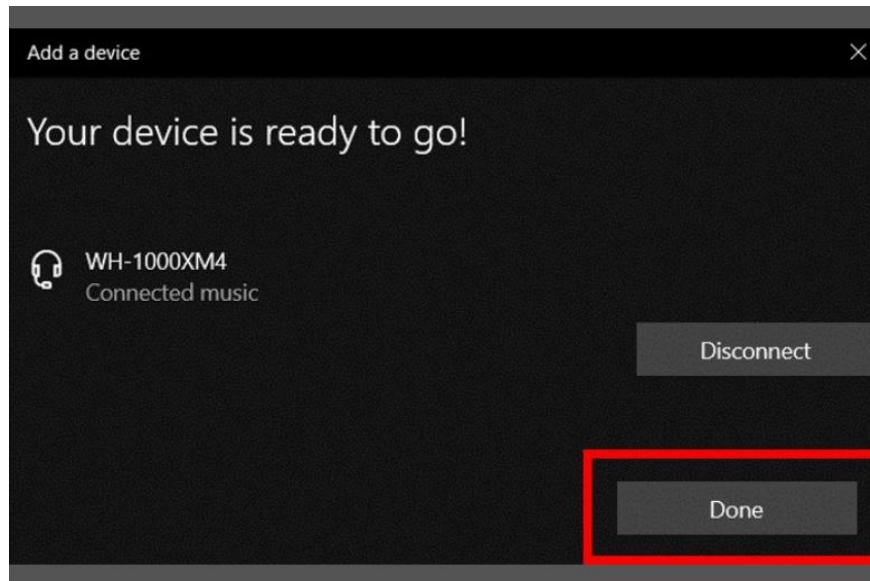 Add a device
Your device is ready to go!
WH-1000XM4
Connected music
Disconnect
Done